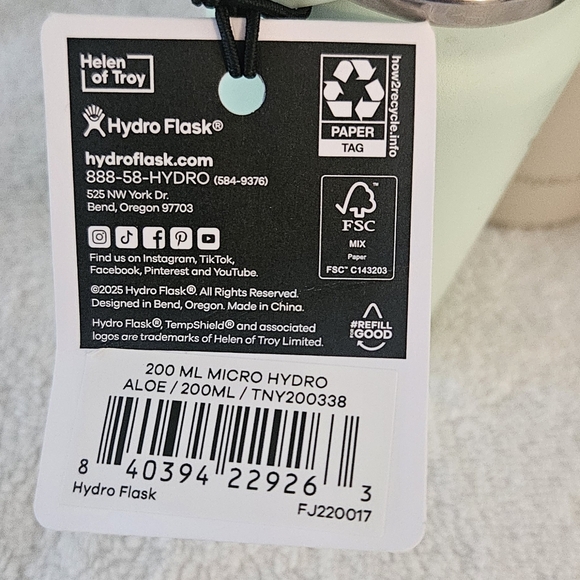 Helen
of Troy
Hydro Flask®
hydroflask.com
888-58-HYDRO (584-9376)
525 NW York Dr.
Bend, Oregon 97703
Find us on Instagram, TikTok,
Facebook, Pinterest and YouTube.
©2025 Hydro Flask®. All Rights Reserved.
Designed in Bend, Oregon. Made in China.
Hydro Flask®, TempShield® and associated
logos are trademarks of Helen of Troy Limited.
how2recycle.info
PAPER
TAG
FSC™
MIX
Paper
FSC™ C143203
#REFILL
FOR
GOOD
200 ML MICRO HYDRO
ALOE / 200ML / TNY200338
8 40394 22926 3
Hydro Flask
FJ220017